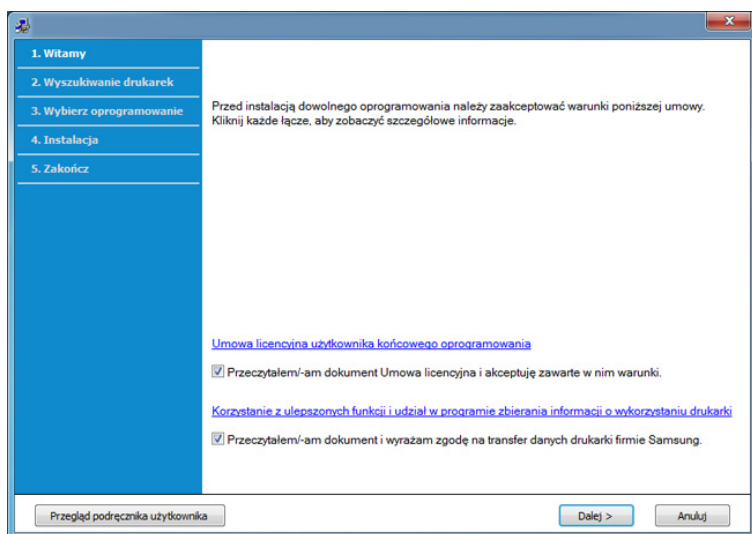 1. Witamy
2. Wyszukiwanie drukarek
3. Wybierz oprogramowanie
4. Instalacja
5. Zakończ
Przed instalacją dowolnego oprogramowania należy zaakceptować warunki poniższej umowy.
Kliknij każde łącze, aby zobaczyć szczegółowe informacje.
Umowa licencyjna użytkownika końcowego oprogramowania
Przeczytałem/-am dokument Umowa licencyjna i akceptuję zawarte w nim warunki.
Korzystanie z ulepszonych funkcji i udział w programie zbierania informacji o wykorzystaniu drukarki
Przeczytałem/-am dokument i wyrażam zgodę na transfer danych drukarki firmie Samsung.
Przegląd podręcznika użytkownika
Dalej >
Anuluj